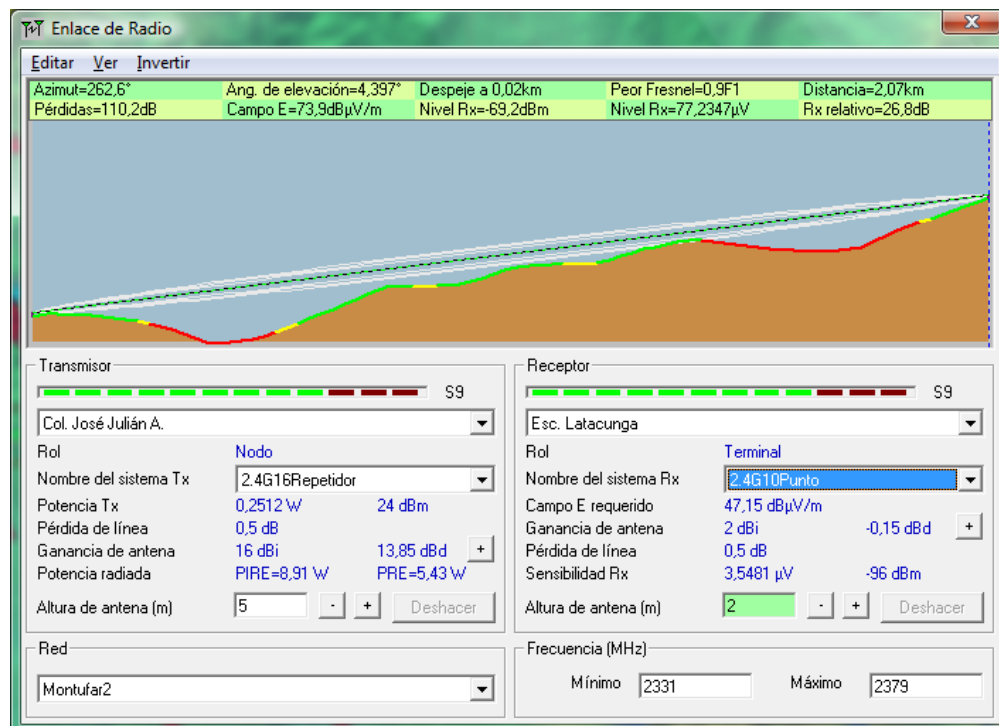 Enlace de Radio
Editar Ver Invertir
Azimut=262,6° Ang. de elevación=4,397° Despeje a 0,02km Peor Fresnel=0,9F1 Distancia=2,07km
Pérdidas=110,2dB Campo E=73,9dBµV/m Nivel Rx=-69,2dBm Nivel Rx=77,2347µV Rx relativo=26,8dB
Transmisor
S9
Col. José Julián A.
Rol Nodo
Nombre del sistema Tx 2.4G16Repetidor
Potencia Tx 0,2512 W 24 dBm
Pérdida de línea 0,5 dB
Ganancia de antena 16 dBi 13,85 dBd +
Potencia radiada PIRE=8,91 W PRE=5,43 W
Altura de antena (m) 5 - + Deshacer
Receptor
S9
Esc. Latacunga
Rol Terminal
Nombre del sistema Rx 2.4G10Punto
Campo E requerido 47,15 dBµV/m
Ganancia de antena 2 dBi -0,15 dBd +
Pérdida de línea 0,5 dB
Sensibilidad Rx 3,5481 µV -96 dBm
Altura de antena (m) 2 - + Deshacer
Red
Montufar2
Frecuencia (MHz)
Mínimo 2331 Máximo 2379